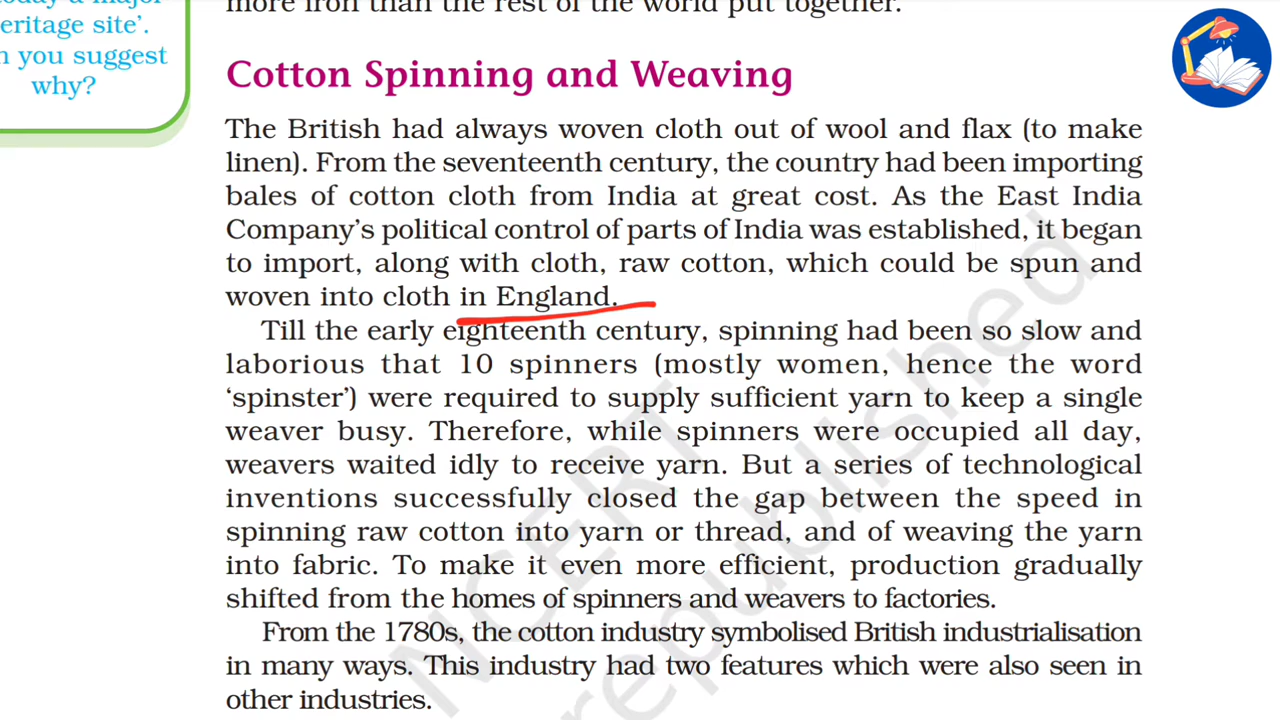 today a major
eritage site'.
n you suggest
why?
more iron than the rest of the world put together.
Cotton Spinning and Weaving
The British had always woven cloth out of wool and flax (to make
linen). From the seventeenth century, the country had been importing
bales of cotton cloth from India at great cost. As the East India
Company's political control of parts of India was established, it began
to import, along with cloth, raw cotton, which could be spun and
woven into cloth in England.
Till the early eighteenth century, spinning had been so slow and
laborious that 10 spinners (mostly women, hence the word
'spinster') were required to supply sufficient yarn to keep a single
weaver busy. Therefore, while spinners were occupied all day,
weavers waited idly to receive yarn. But a series of technological
inventions successfully closed the gap between the speed in
spinning raw cotton into yarn or thread, and of weaving the yarn
into fabric. To make it even more efficient, production gradually
shifted from the homes of spinners and weavers to factories.
From the 1780s, the cotton industry symbolised British industrialisation
in many ways. This industry had two features which were also seen in
other industries.
NCERT
republished